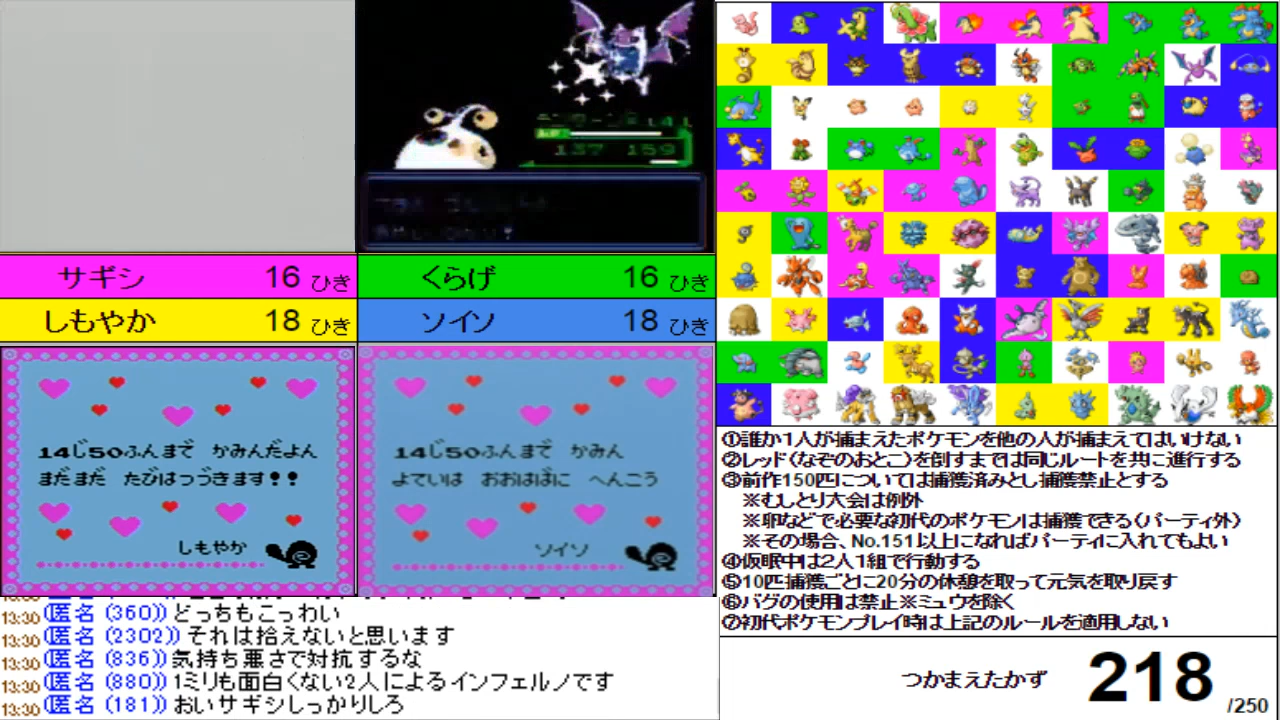 137 159
サギシ 16 ひき
くらげ 16 ひき
しもやか 18 ひき
ソイソ 18 ひき
14じ50ふんまで かみんだよん
まだまだ たびはつづきます!!
しもやか
14じ50ふんまで かみん
よていは おおはばに へんこう
ソイソ
13:30 (匿名 (360)) どっちもこっわい
13:30 (匿名 (2302)) それは拾えないと思います
13:30 (匿名 (836)) 気持ち悪さで対抗するな
13:30 (匿名 (880)) 1ミリも面白くない2人によるインフェルノです
13:30 (匿名 (181)) おいサギシしっかりしろ
①誰か1人が捕まえたポケモンを他の人が捕まえてはいけない
②レッド(なぞのおとこ)を倒すまでは同じルートを共に進行する
③前作150匹については捕獲済みとし捕獲禁止とする
※むしとり大会は例外
※卵などで必要な初代のポケモンは捕獲できる(パーティ外)
※その場合、No.151以上になればパーティに入れてもよい
④仮眠中は2人1組で行動する
⑤10匹捕獲ごとに20分の休憩を取って元気を取り戻す
⑥バグの使用は禁止※ミュウを除く
⑦初代ポケモンプレイ時は上記のルールを適用しない
つかまえたかず 218 /250